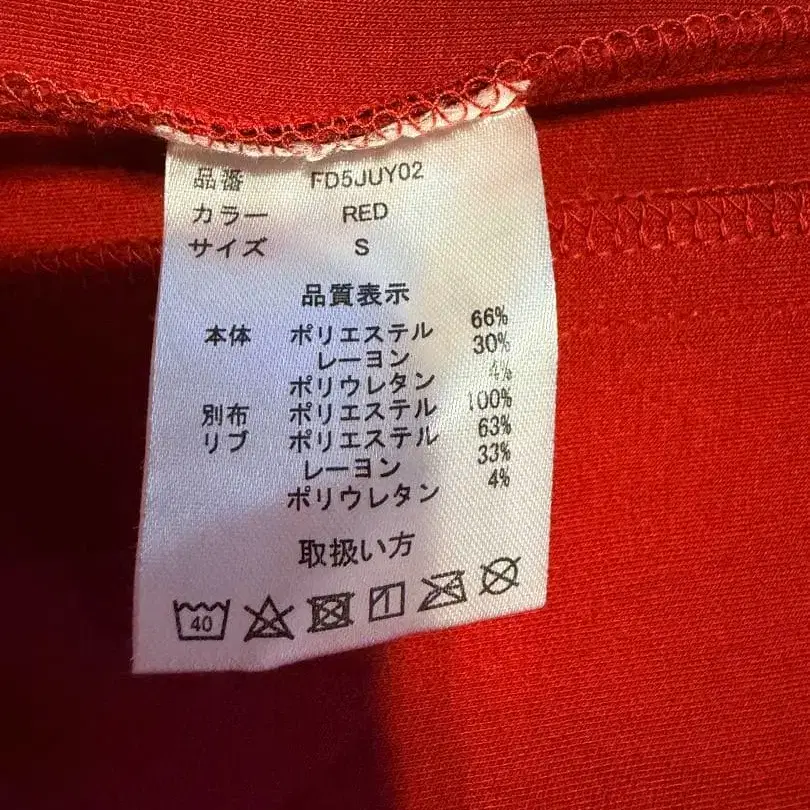 品番 FD5JUY02
カラー RED
サイズ S
品質表示
本体 ポリエステル 66%
レーヨン 30%
ポリウレタン 4%
別布 ポリエステル 100%
リブ ポリエステル 63%
レーヨン 33%
ポリウレタン 4%
取扱い方
40